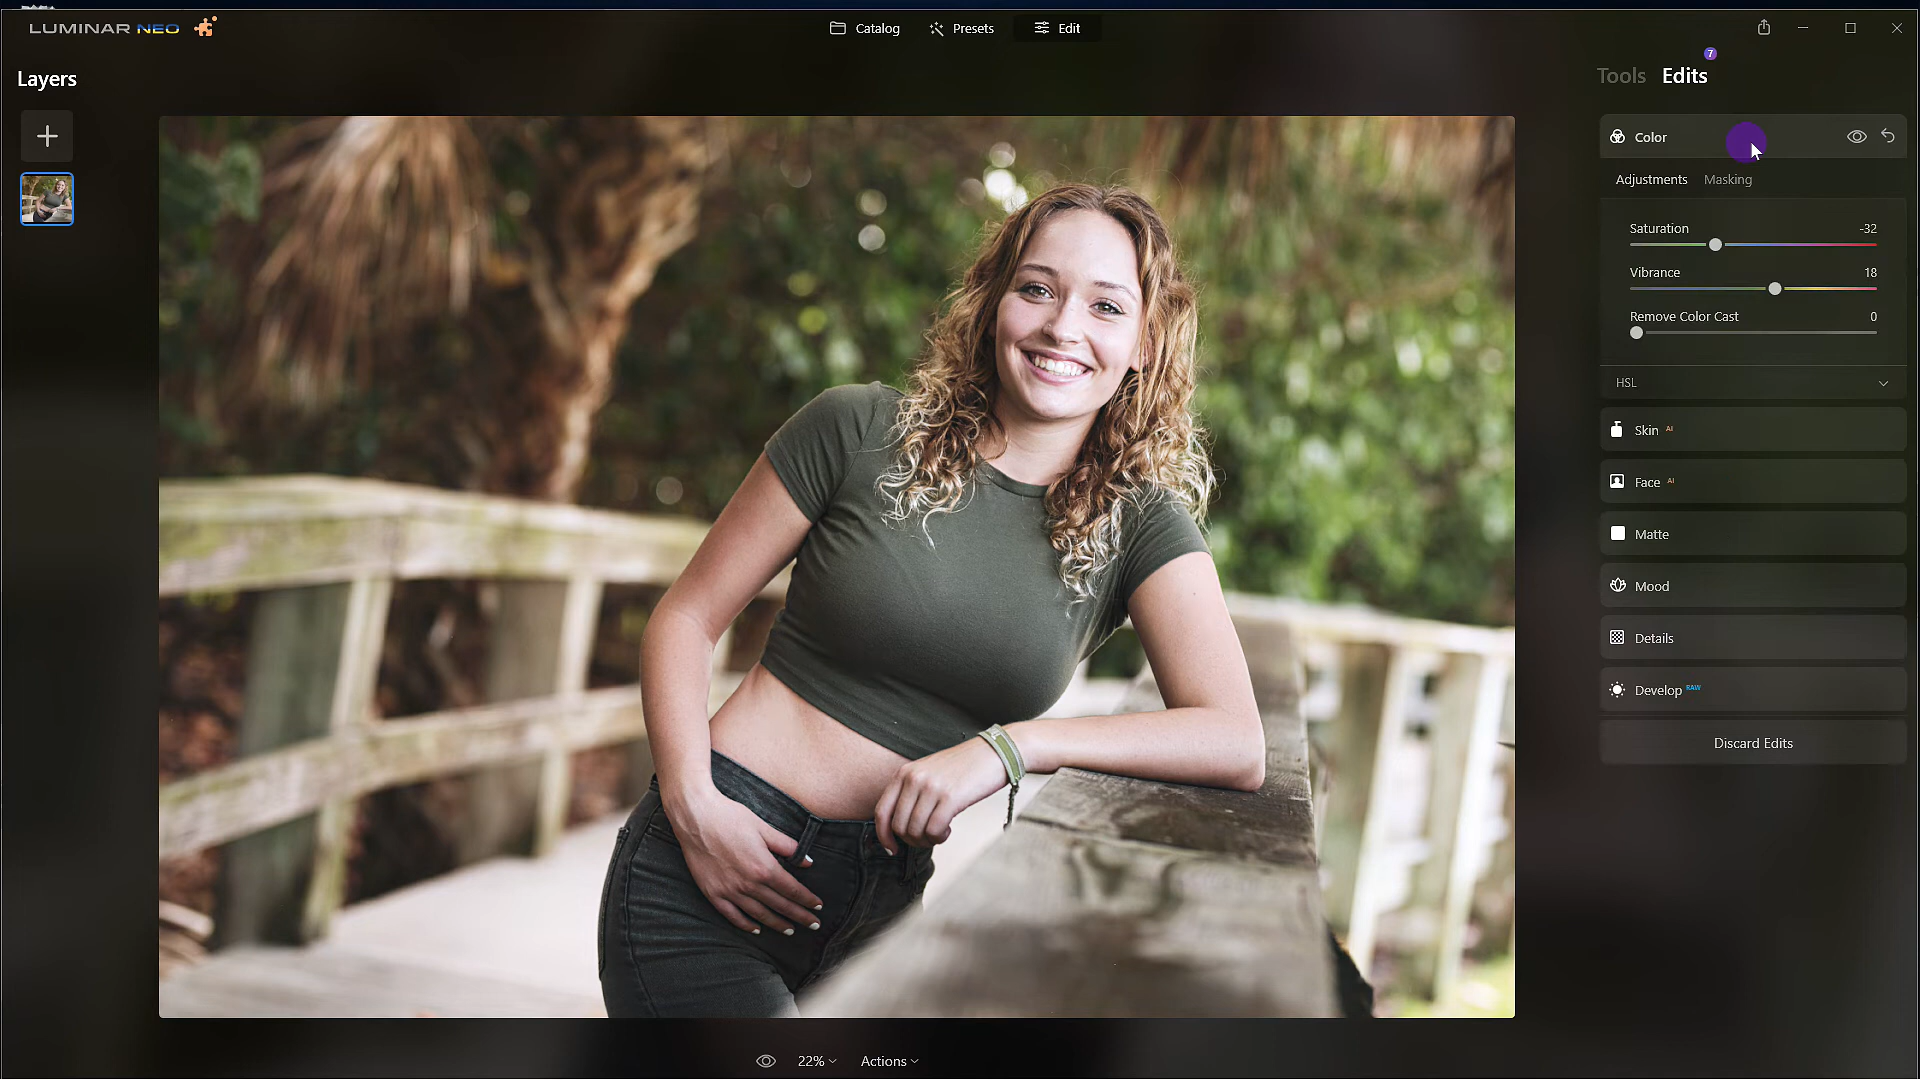 LUMINAR NEO
Catalog
Presets
Edit
Layers
7
Tools
Edits
Color
Adjustments
Masking
Saturation -32
Vibrance 18
Remove Color Cast 0
HSL
Skin AI
Face AI
Matte
Mood
Details
Develop RAW
Discard Edits
22%
Actions